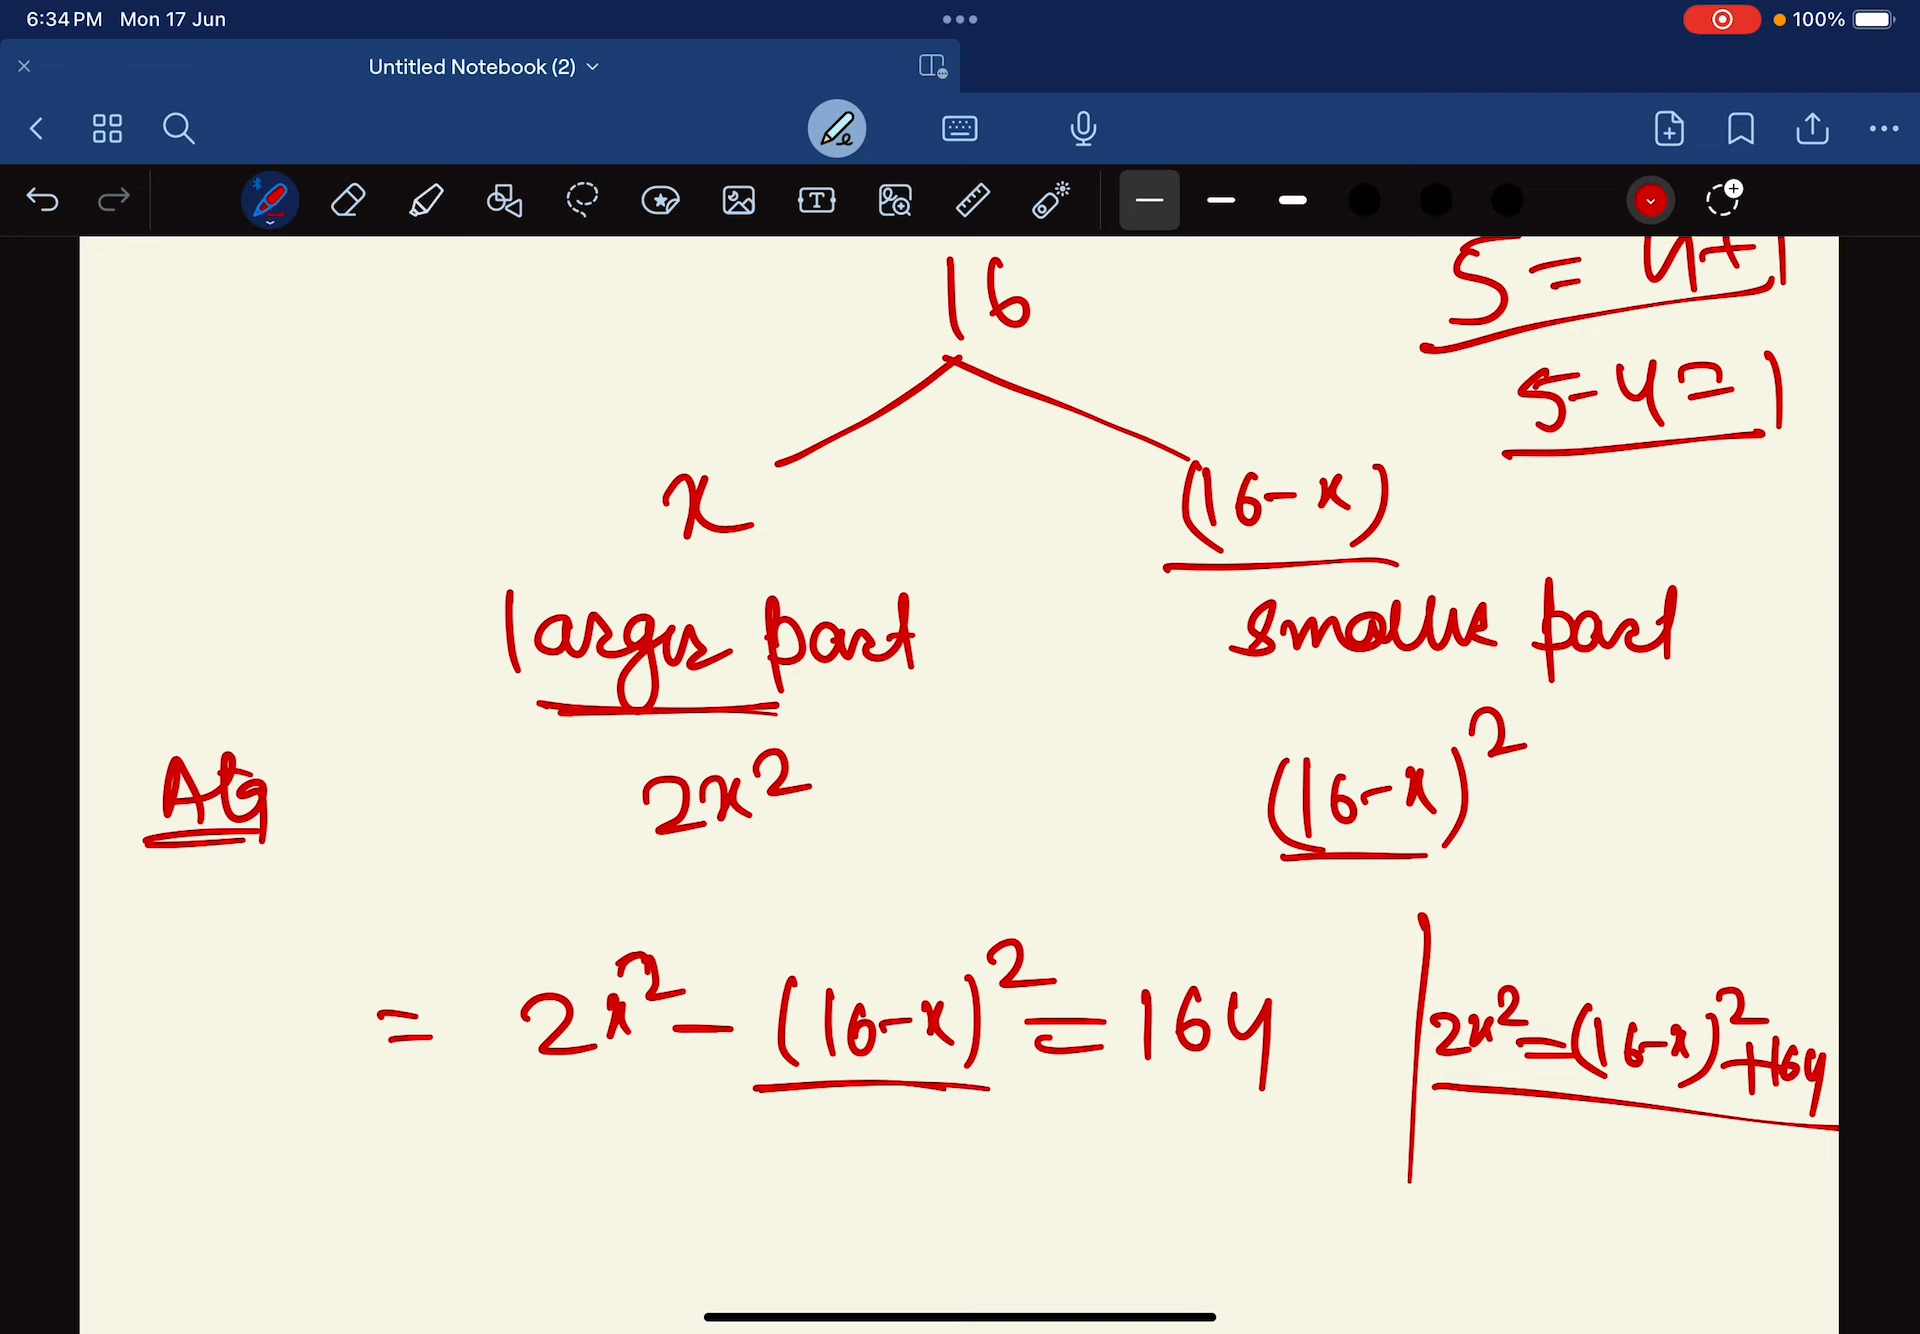 6:34 PM Mon 17 Jun
100%
Untitled Notebook (2)
16
5 = 4+1
5-4=1
x
(16-x)
larger part
smaller part
AtQ
2x²
(16-x)²
= 2x² - (16-x)² = 164
2x² = (16-x)² + 164